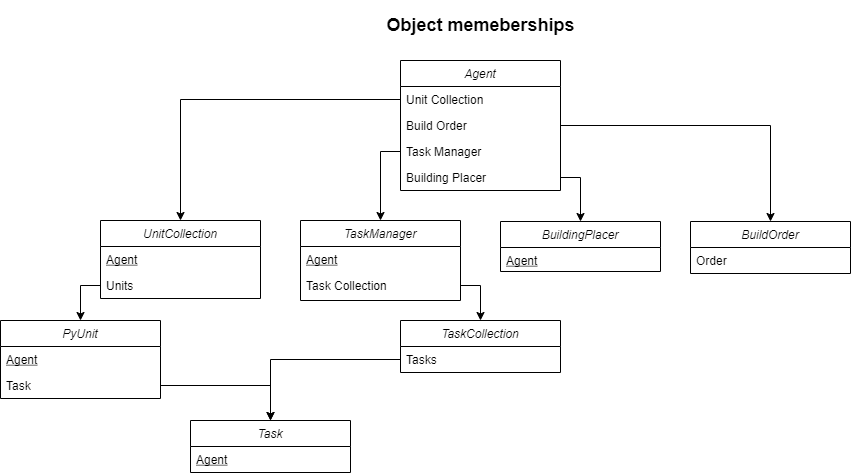 Object memeberships
Agent
Unit Collection
Build Order
Task Manager
Building Placer
UnitCollection
Agent
Units
TaskManager
Agent
Task Collection
BuildingPlacer
Agent
BuildOrder
Order
PyUnit
Agent
Task
TaskCollection
Tasks
Task
Agent